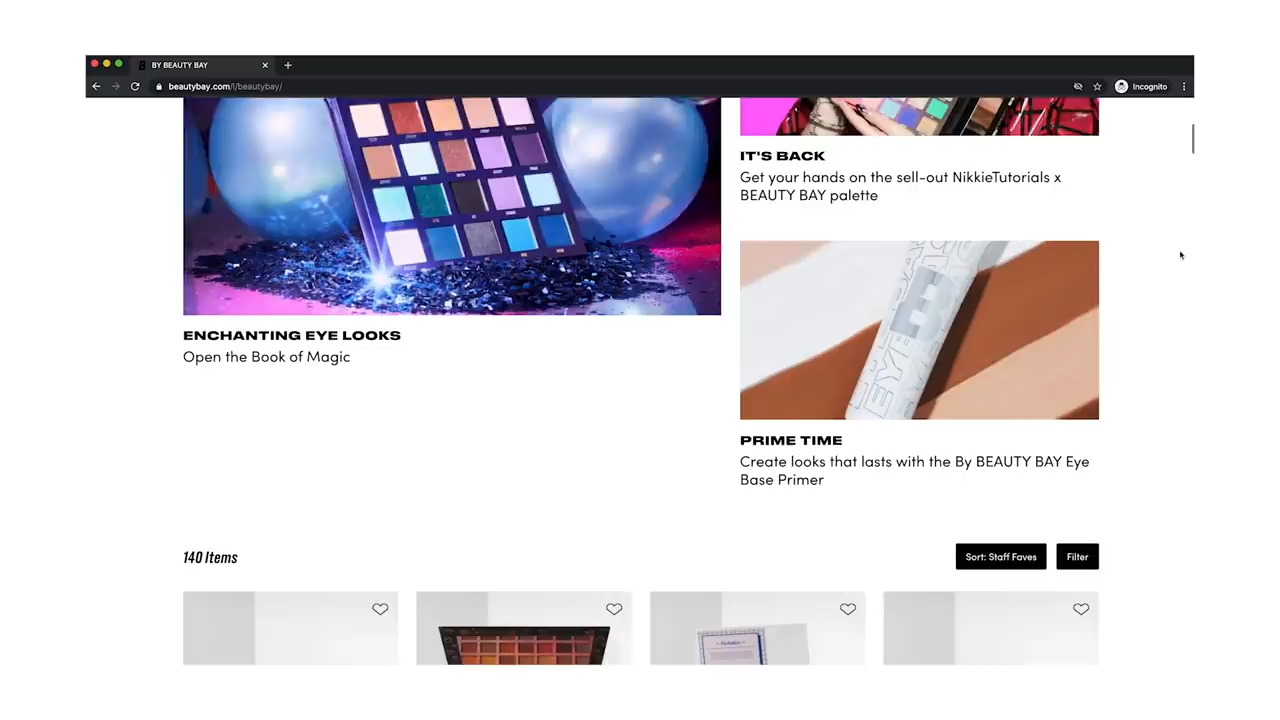 BY BEAUTY BAY
beautybay.com/l/beautybay/
Incognito
IT'S BACK
Get your hands on the sell-out NikkieTutorials x
BEAUTY BAY palette
ENCHANTING EYE LOOKS
Open the Book of Magic
PRIME TIME
Create looks that lasts with the By BEAUTY BAY Eye
Base Primer
140 Items
Sort: Staff Faves
Filter